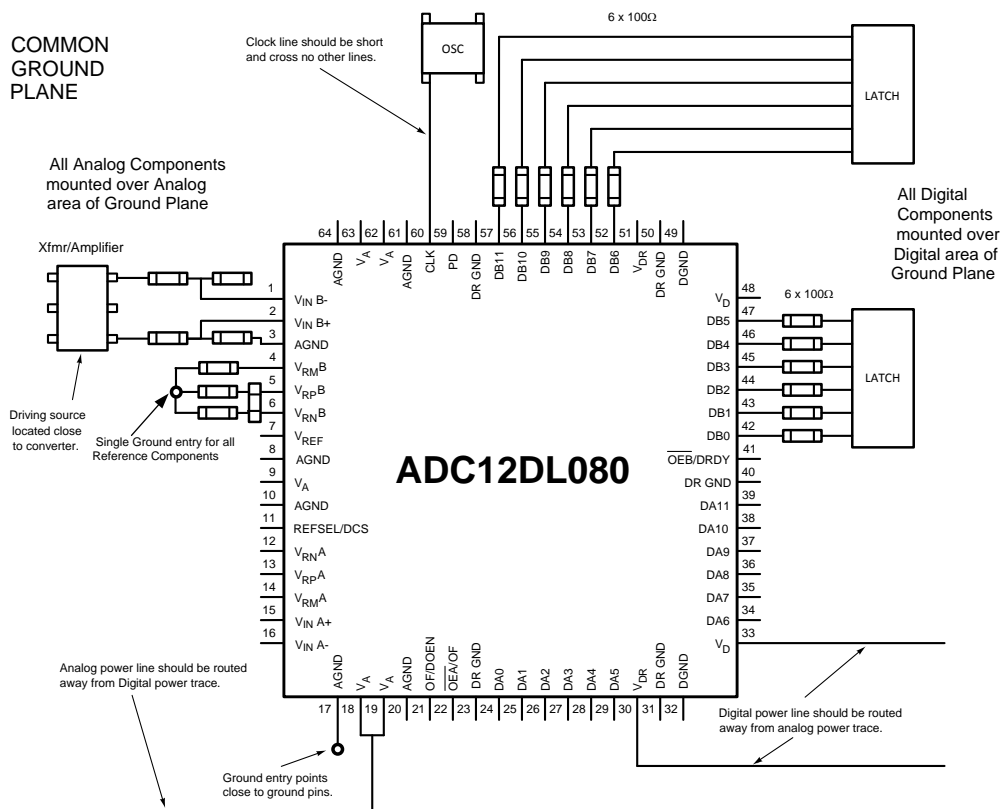 COMMON
GROUND
PLANE
Clock line should be short
and cross no other lines.
OSC
6 x 100Ω
LATCH
All Analog Components
mounted over Analog
area of Ground Plane
All Digital
Components
mounted over
Digital area of
Ground Plane
Xfmr/Amplifier
64 63 62 61 60 59 58 57 56 55 54 53 52 51 50 49
AGND
VA
VA
AGND
CLK
PD
DR GND
DB11
DB10
DB9
DB8
DB7
DB6
VDR
DR GND
DGND
1 VIN B-
2 VIN B+
3 AGND
4 VRMB
5 VRPB
6 VRNB
7 VREF
8 AGND
9 VA
10 AGND
11 REFSEL/DCS
12 VRNA
13 VRPA
14 VRMA
15 VIN A+
16 VIN A-
Driving source
located close
to converter.
Single Ground entry for all
Reference Components
ADC12DL080
VD 48
DB5 47
DB4 46
DB3 45
DB2 44
DB1 43
DB0 42
OEB/DRDY 41
DR GND 40
DA11 39
DA10 38
DA9 37
DA8 36
DA7 35
DA6 34
VD 33
6 x 100Ω
LATCH
AGND
VA
VA
AGND
OF/DOEN
OEA/OF
DR GND
DA0
DA1
DA2
DA3
DA4
DA5
VDR
DR GND
DGND
17 18 19 20 21 22 23 24 25 26 27 28 29 30 31 32
Analog power line should be routed
away from Digital power trace.
Ground entry points
close to ground pins.
Digital power line should be routed
away from analog power trace.